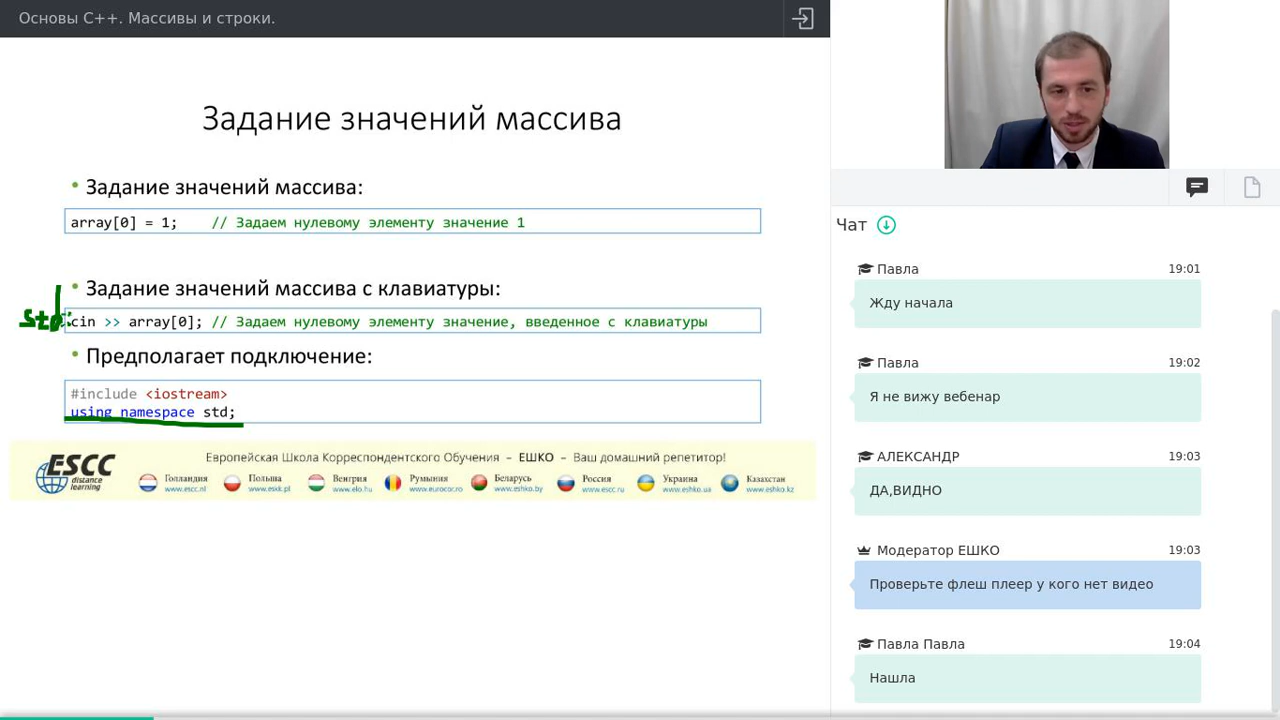 Основы C++. Массивы и строки.
Задание значений массива
• Задание значений массива:
array[0] = 1; // Задаем нулевому элементу значение 1
• Задание значений массива с клавиатуры:
std: cin >> array[0]; // Задаем нулевому элементу значение, введенное с клавиатуры
• Предполагает подключение:
#include <iostream>
using namespace std;
ESCC distance learning
Европейская Школа Корреспондентского Обучения – ЕШКО – Ваш домашний репетитор!
Голландия www.escc.nl
Польша www.eskk.pl
Венгрия www.elo.hu
Румыния www.eurocor.ro
Беларусь www.eshko.by
Россия www.escc.ru
Украина www.eshko.ua
Казахстан www.eshko.kz
Чат
Павла 19:01
Жду начала
Павла 19:02
Я не вижу вебенар
АЛЕКСАНДР 19:03
ДА,ВИДНО
Модератор ЕШКО 19:03
Проверьте флеш плеер у кого нет видео
Павла Павла 19:04
Нашла